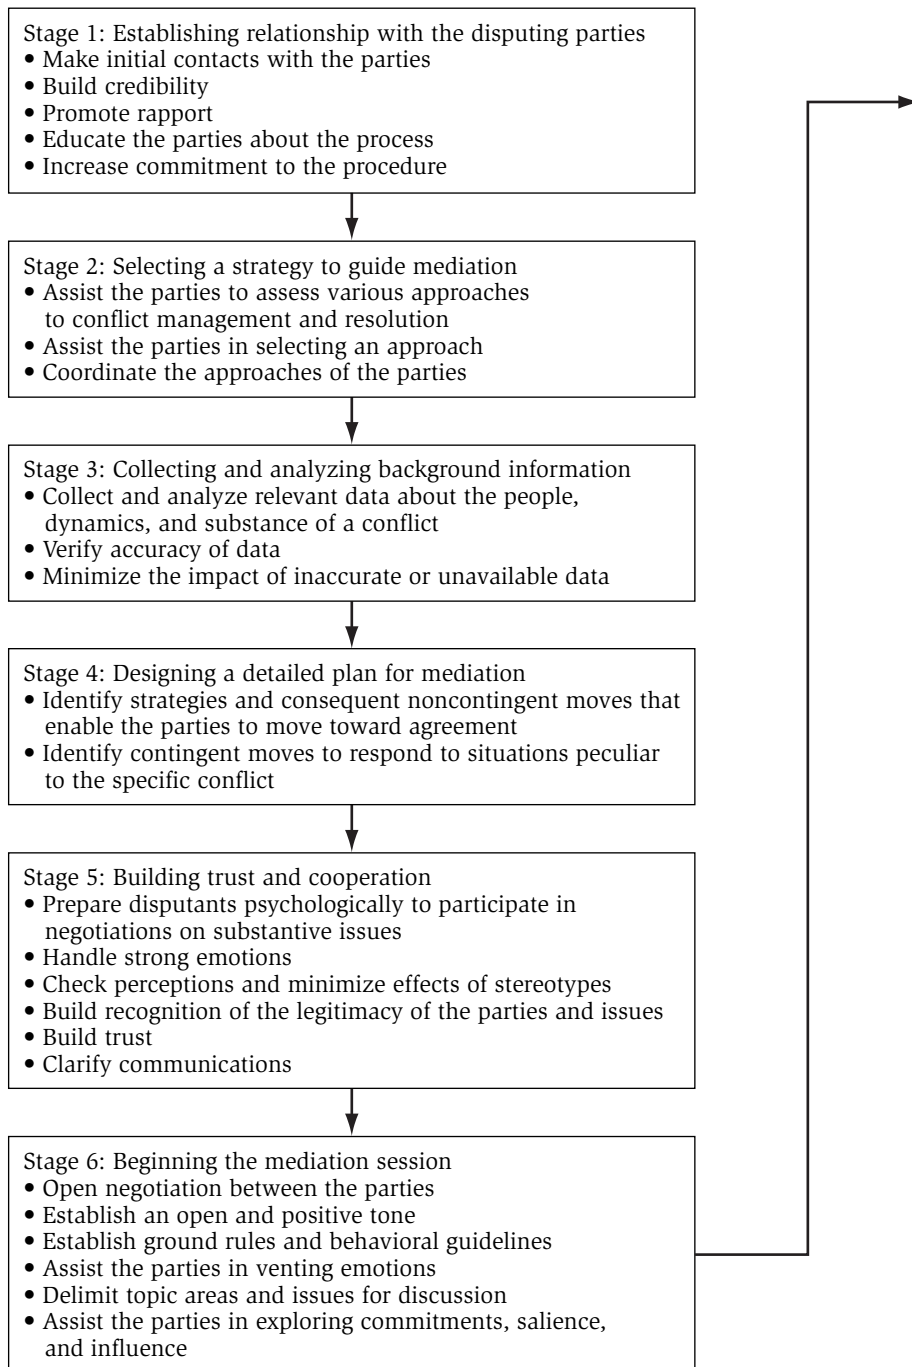 Stage 1: Establishing relationship with the disputing parties
• Make initial contacts with the parties
• Build credibility
• Promote rapport
• Educate the parties about the process
• Increase commitment to the procedure
Stage 2: Selecting a strategy to guide mediation
• Assist the parties to assess various approaches
to conflict management and resolution
• Assist the parties in selecting an approach
• Coordinate the approaches of the parties
Stage 3: Collecting and analyzing background information
• Collect and analyze relevant data about the people,
dynamics, and substance of a conflict
• Verify accuracy of data
• Minimize the impact of inaccurate or unavailable data
Stage 4: Designing a detailed plan for mediation
• Identify strategies and consequent noncontingent moves that
enable the parties to move toward agreement
• Identify contingent moves to respond to situations peculiar
to the specific conflict
Stage 5: Building trust and cooperation
• Prepare disputants psychologically to participate in
negotiations on substantive issues
• Handle strong emotions
• Check perceptions and minimize effects of stereotypes
• Build recognition of the legitimacy of the parties and issues
• Build trust
• Clarify communications
Stage 6: Beginning the mediation session
• Open negotiation between the parties
• Establish an open and positive tone
• Establish ground rules and behavioral guidelines
• Assist the parties in venting emotions
• Delimit topic areas and issues for discussion
• Assist the parties in exploring commitments, salience,
and influence